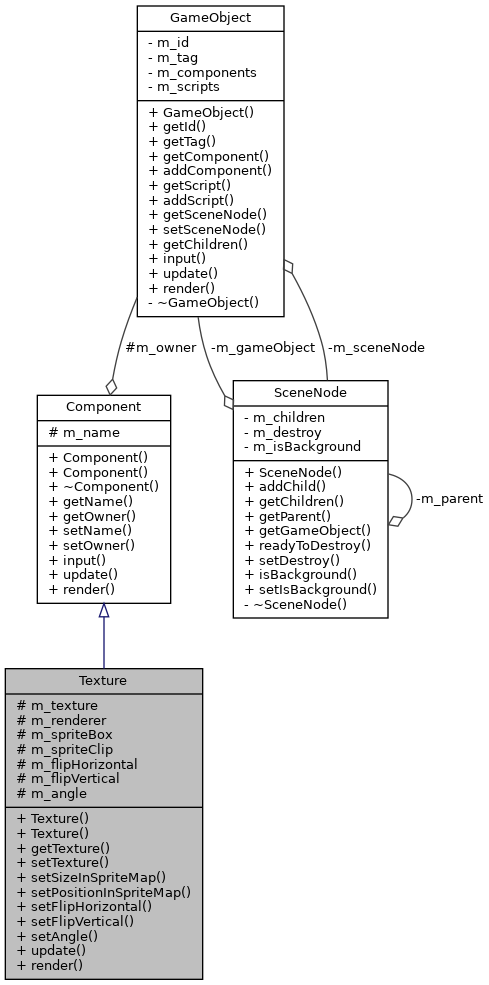 GameObject
- m_id
- m_tag
- m_components
- m_scripts
+ GameObject()
+ getId()
+ getTag()
+ getComponent()
+ addComponent()
+ getScript()
+ addScript()
+ getSceneNode()
+ setSceneNode()
+ getChildren()
+ input()
+ update()
+ render()
- ~GameObject()
#m_owner
-m_gameObject
-m_sceneNode
Component
# m_name
+ Component()
+ Component()
+ ~Component()
+ getName()
+ getOwner()
+ setName()
+ setOwner()
+ input()
+ update()
+ render()
SceneNode
- m_children
- m_destroy
- m_isBackground
+ SceneNode()
+ addChild()
+ getChildren()
+ getParent()
+ getGameObject()
+ readyToDestroy()
+ setDestroy()
+ isBackground()
+ setIsBackground()
- ~SceneNode()
-m_parent
Texture
# m_texture
# m_renderer
# m_spriteBox
# m_spriteClip
# m_flipHorizontal
# m_flipVertical
# m_angle
+ Texture()
+ Texture()
+ getTexture()
+ setTexture()
+ setSizeInSpriteMap()
+ setPositionInSpriteMap()
+ setFlipHorizontal()
+ setFlipVertical()
+ setAngle()
+ update()
+ render()